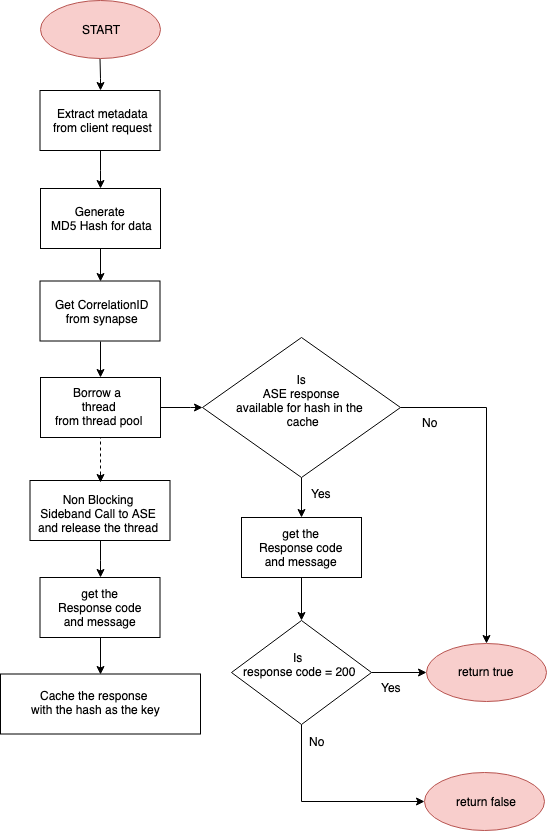 START
Extract metadata
from client request
Generate
MD5 Hash for data
Get CorrelationID
from synapse
Borrow a
thread
from thread pool
Is
ASE response
available for hash in the
cache
No
Yes
Non Blocking
Sideband Call to ASE
and release the thread
get the
Response code
and message
get the
Response code
and message
Is
response code = 200
Yes
return true
Cache the response
with the hash as the key
No
return false